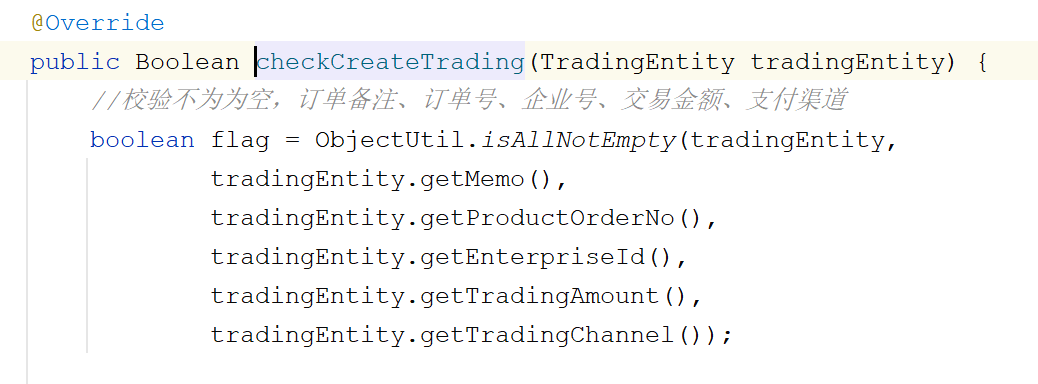 @Override
public Boolean checkCreateTrading(TradingEntity tradingEntity) {
//校验不为为空，订单备注、订单号、企业号、交易金额、支付渠道
boolean flag = ObjectUtil.isAllNotEmpty(tradingEntity,
tradingEntity.getMemo(),
tradingEntity.getProductOrderNo(),
tradingEntity.getEnterpriseId(),
tradingEntity.getTradingAmount(),
tradingEntity.getTradingChannel());